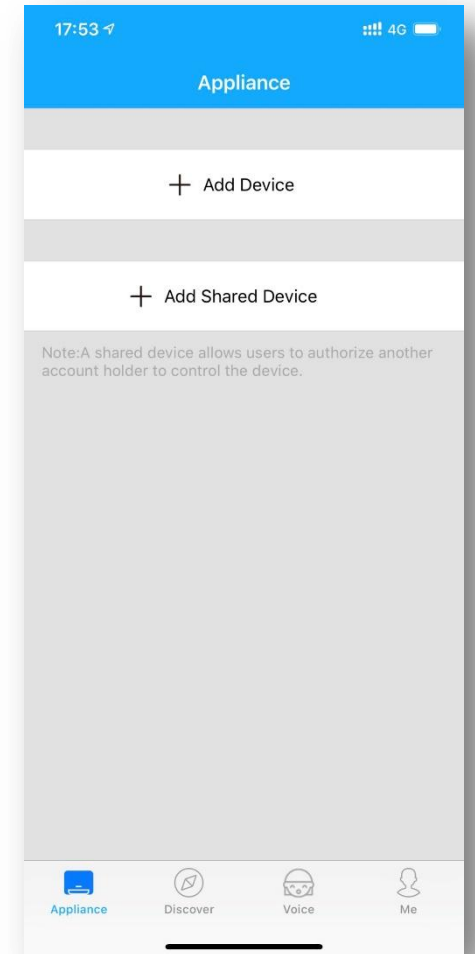 17:53
4G
Appliance
+ Add Device
+ Add Shared Device
Note:A shared device allows users to authorize another
account holder to control the device.
Appliance Discover Voice Me